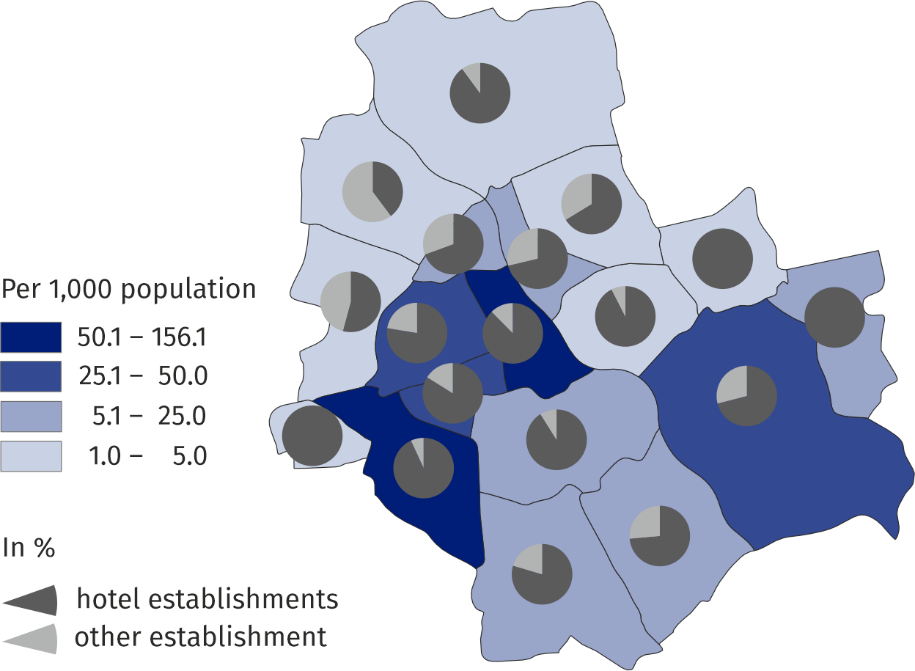 Per 1,000 population
50.1 – 156.1
25.1 – 50.0
5.1 – 25.0
1.0 – 5.0
In %
hotel establishments
other establishment